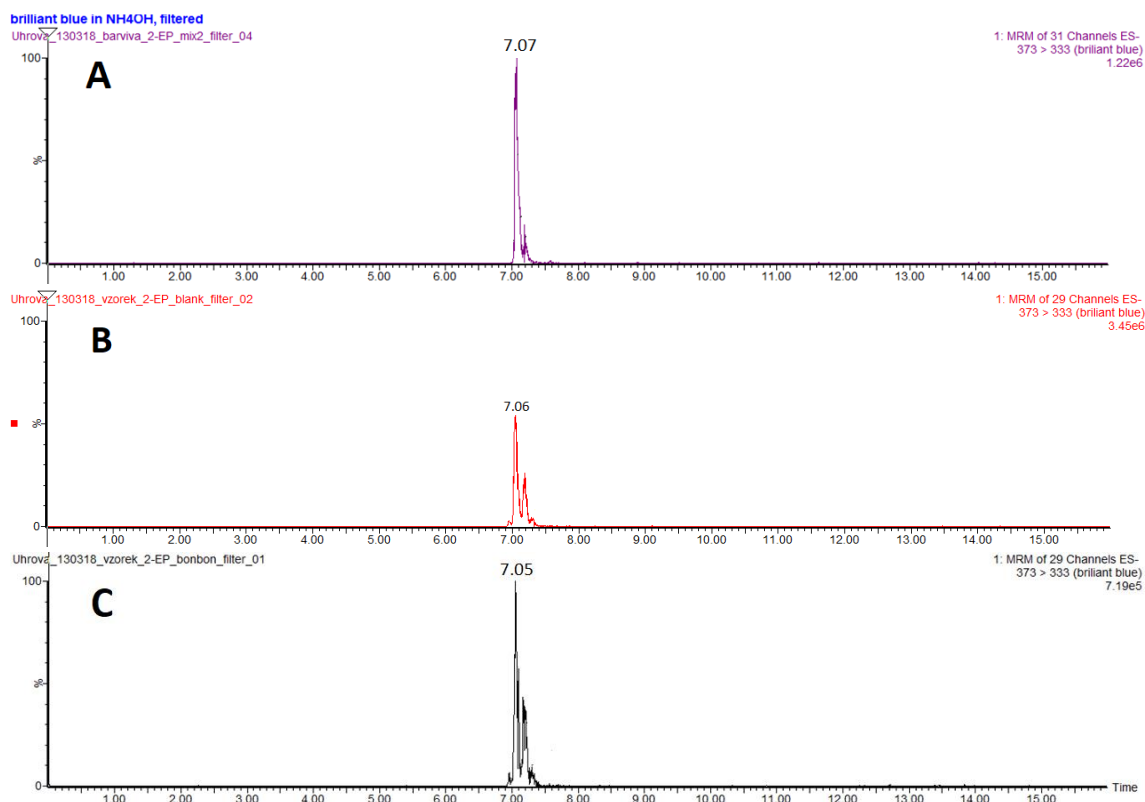 brilliant blue in NH4OH, filtered
Uhrova_130318_barviva_2-EP_mix2_filter_04
1: MRM of 31 Channels ES-
373 > 333 (briliant blue)
1.22e6
A
7.07
100
%
0
1.00 2.00 3.00 4.00 5.00 6.00 7.00 8.00 9.00 10.00 11.00 12.00 13.00 14.00 15.00
Uhrova_130318_vzorek_2-EP_blank_filter_02
1: MRM of 29 Channels ES-
373 > 333 (briliant blue)
3.45e6
B
7.06
100
%
0
1.00 2.00 3.00 4.00 5.00 6.00 7.00 8.00 9.00 10.00 11.00 12.00 13.00 14.00 15.00
Uhrova_130318_vzorek_2-EP_bonbon_filter_01
1: MRM of 29 Channels ES-
373 > 333 (briliant blue)
7.19e5
C
7.05
100
%
0
1.00 2.00 3.00 4.00 5.00 6.00 7.00 8.00 9.00 10.00 11.00 12.00 13.00 14.00 15.00
Time